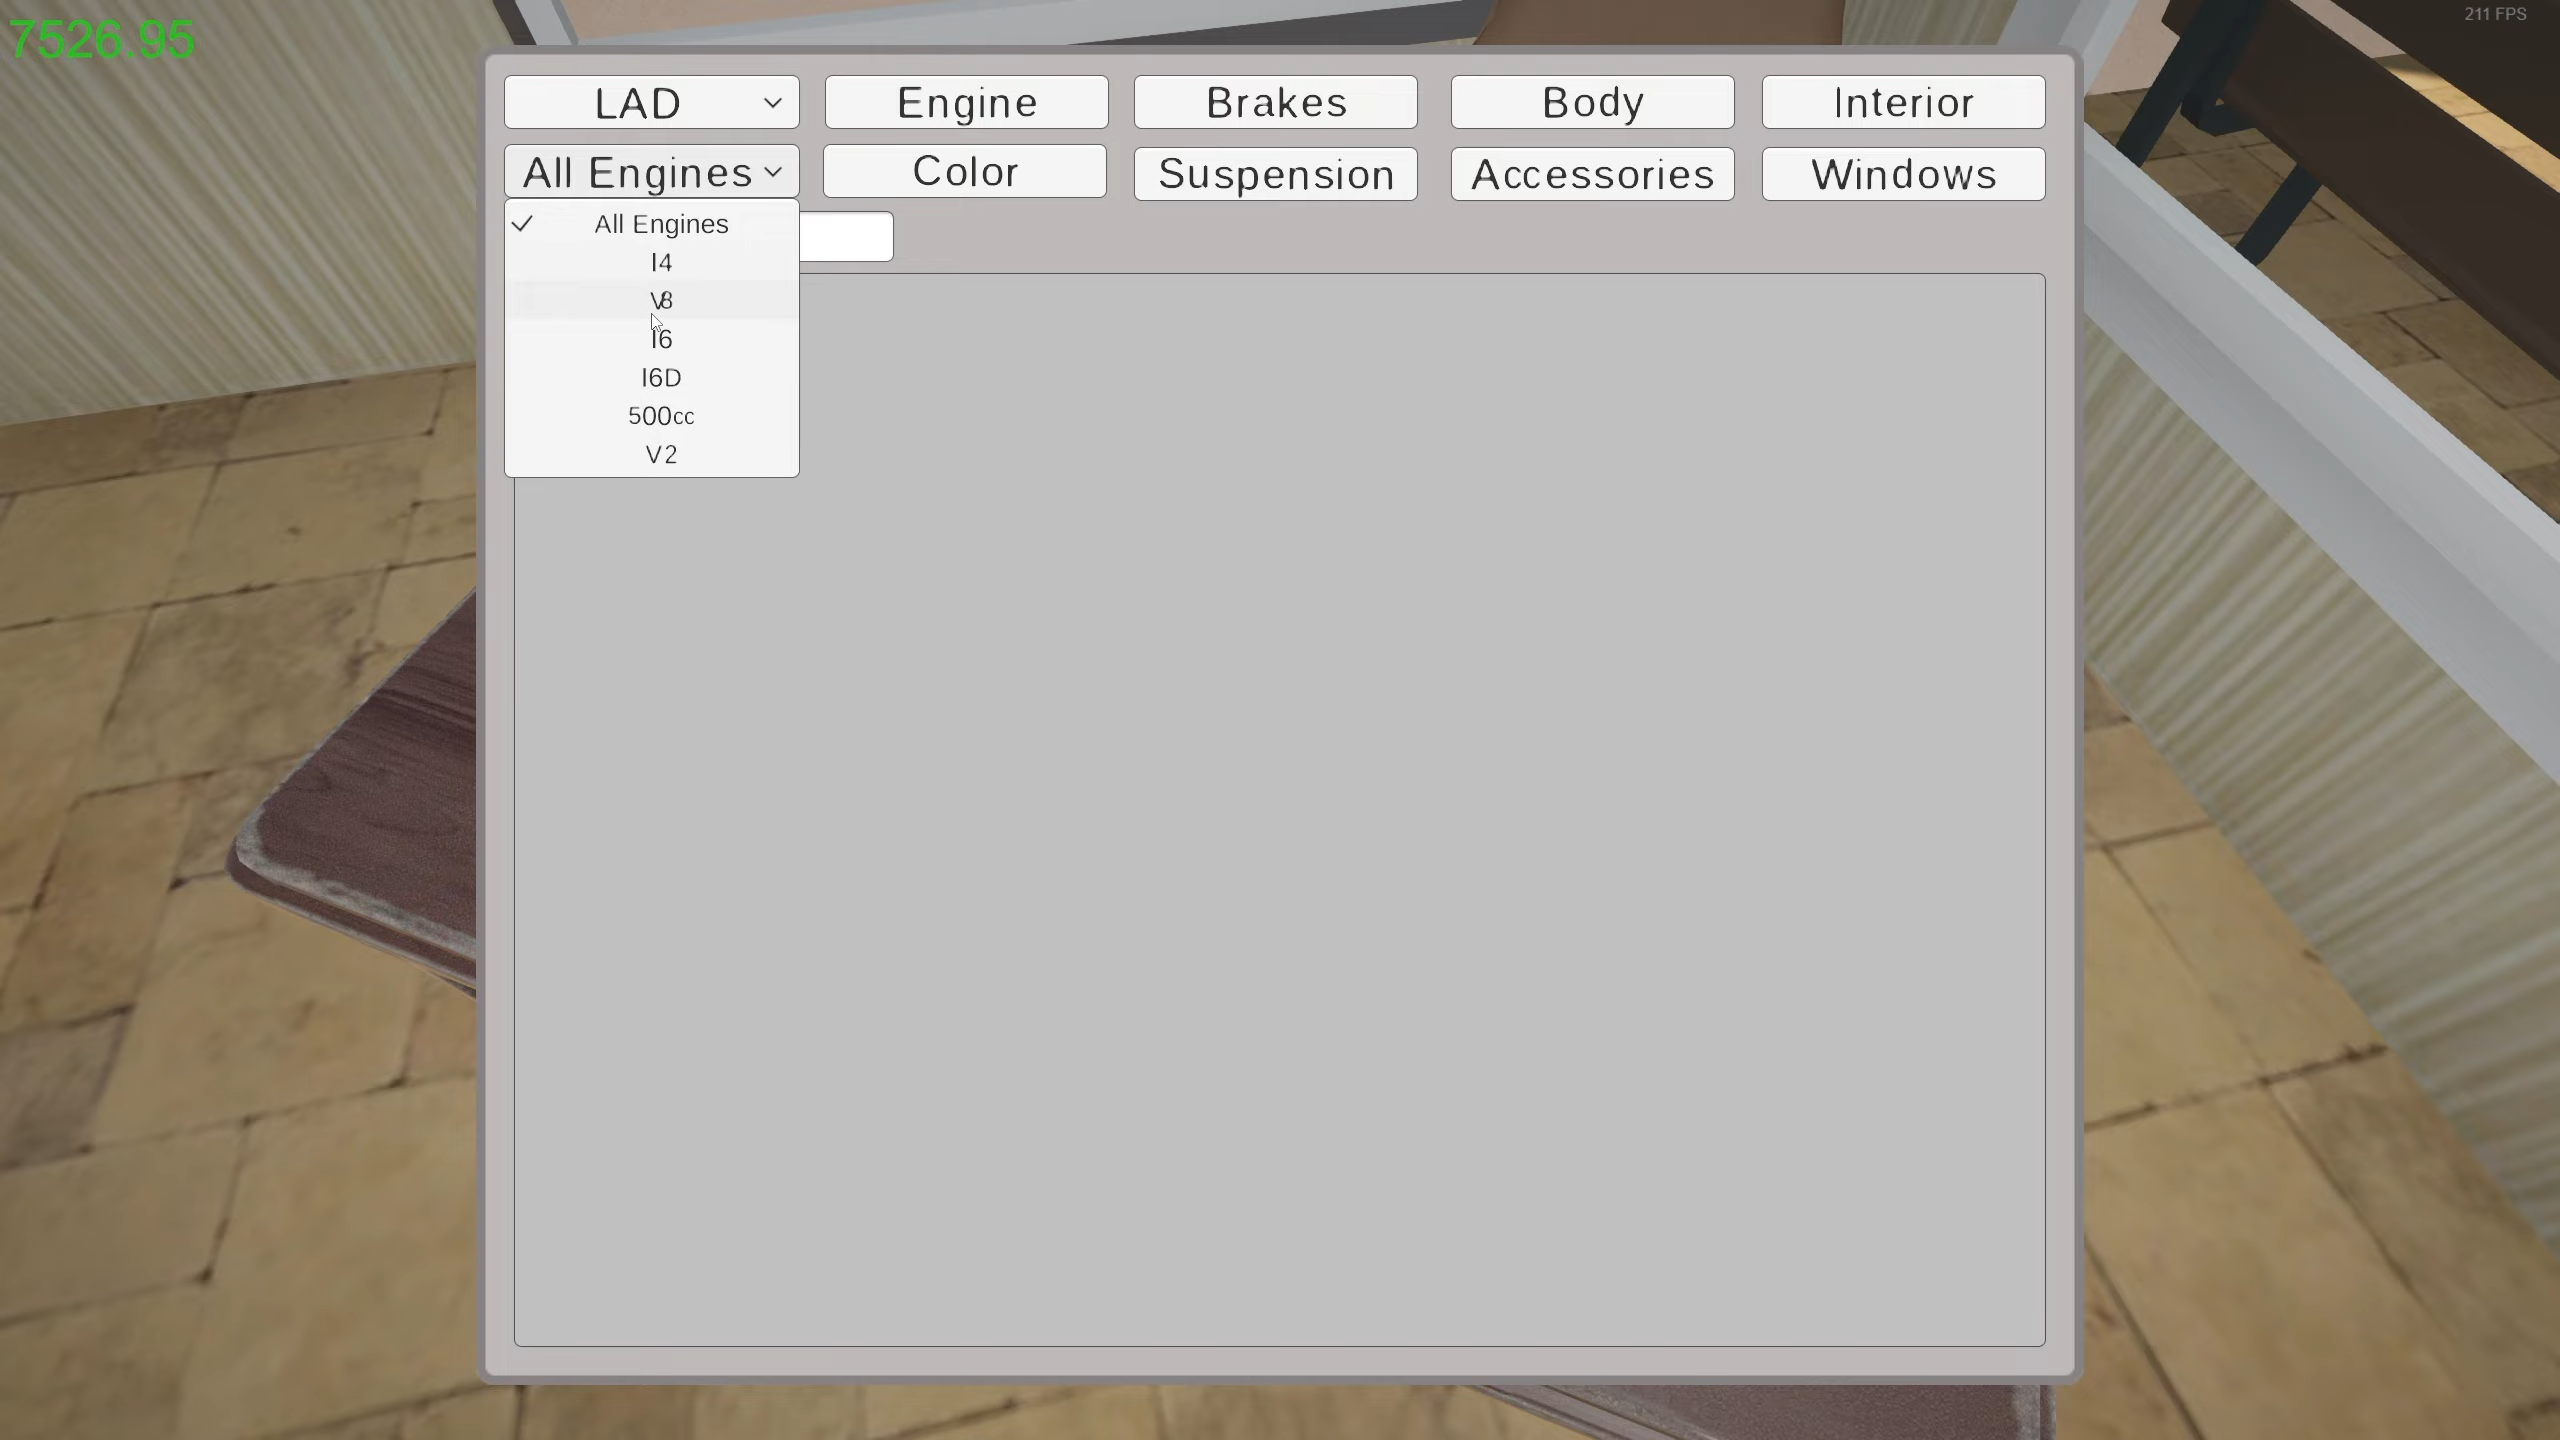 7526.95
211 FPS
LAD
Engine
Brakes
Body
Interior
All Engines
Color
Suspension
Accessories
Windows
All Engines
I4
V8
I6
I6D
500cc
V2